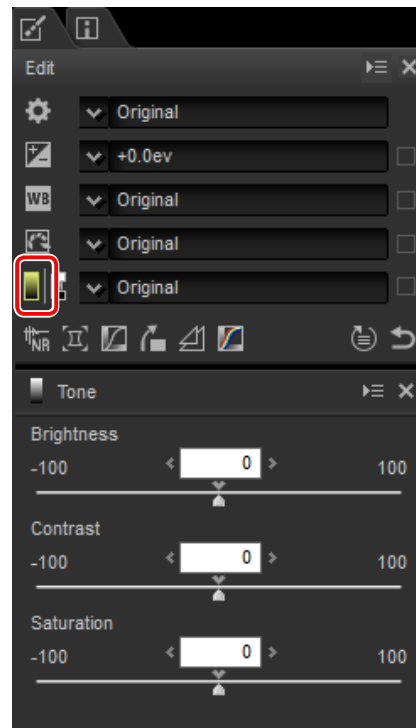 Edit
Original
+0.0ev
WB Original
Original
Original
NR
Tone
Brightness
-100 0 100
Contrast
-100 0 100
Saturation
-100 0 100